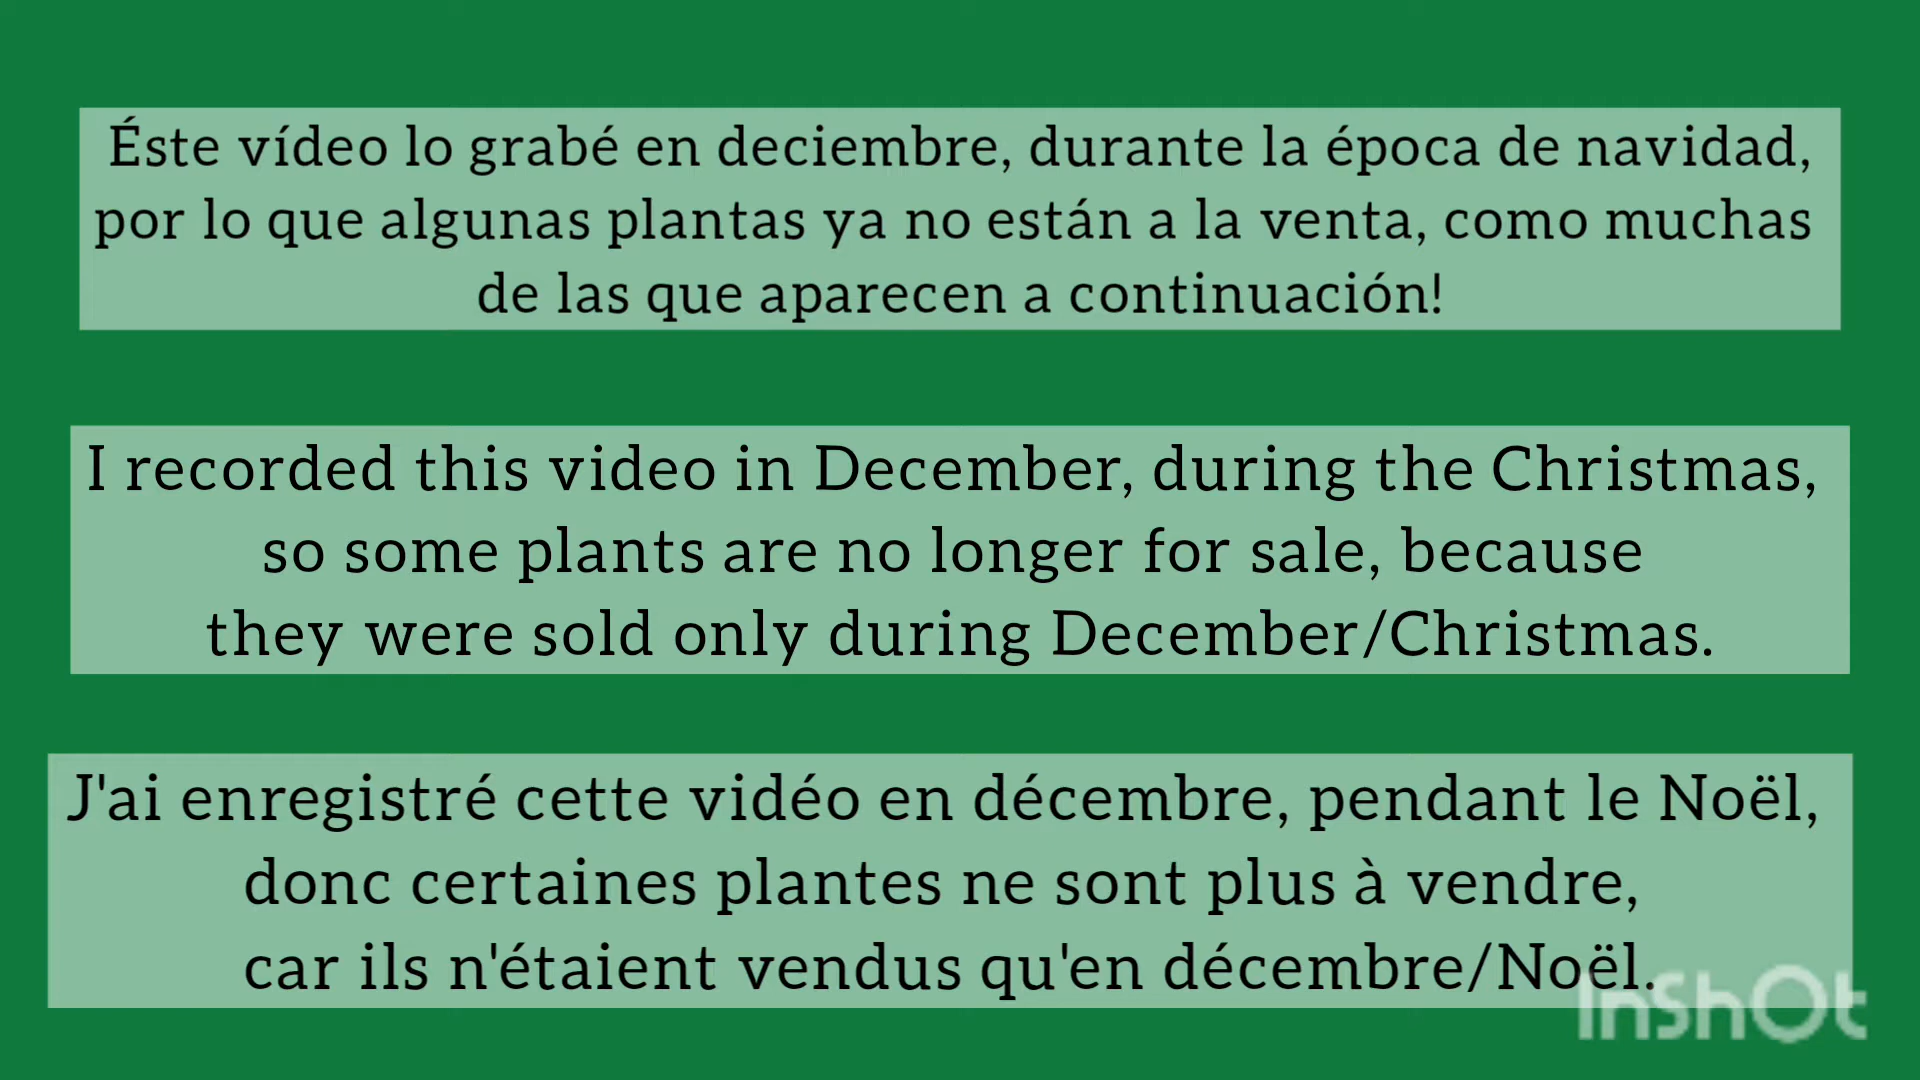 Éste vídeo lo grabé en deciembre, durante la época de navidad,
por lo que algunas plantas ya no están a la venta, como muchas
de las que aparecen a continuación!
I recorded this video in December, during the Christmas,
so some plants are no longer for sale, because
they were sold only during December/Christmas.
J'ai enregistré cette vidéo en décembre, pendant le Noël,
donc certaines plantes ne sont plus à vendre,
car ils n'étaient vendus qu'en décembre/Noël.
InShOt